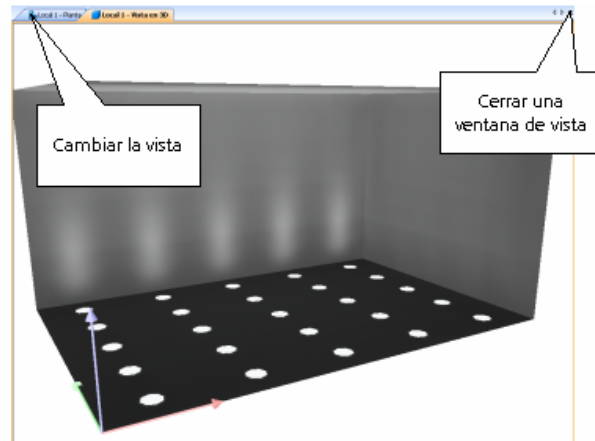 Local 1 - Planta
Local 1 - Vista en 3D
Cambiar la vista
Cerrar una
ventana de vista